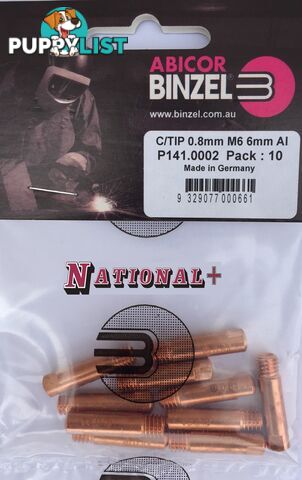 PUPPYLIST
ABICOR
BINZEL
www.binzel.com.au
C/TIP 0.8mm M6 6mm Al
P141.0002 Pack : 10
Made in Germany
9 329077 000661
NATIONAL+